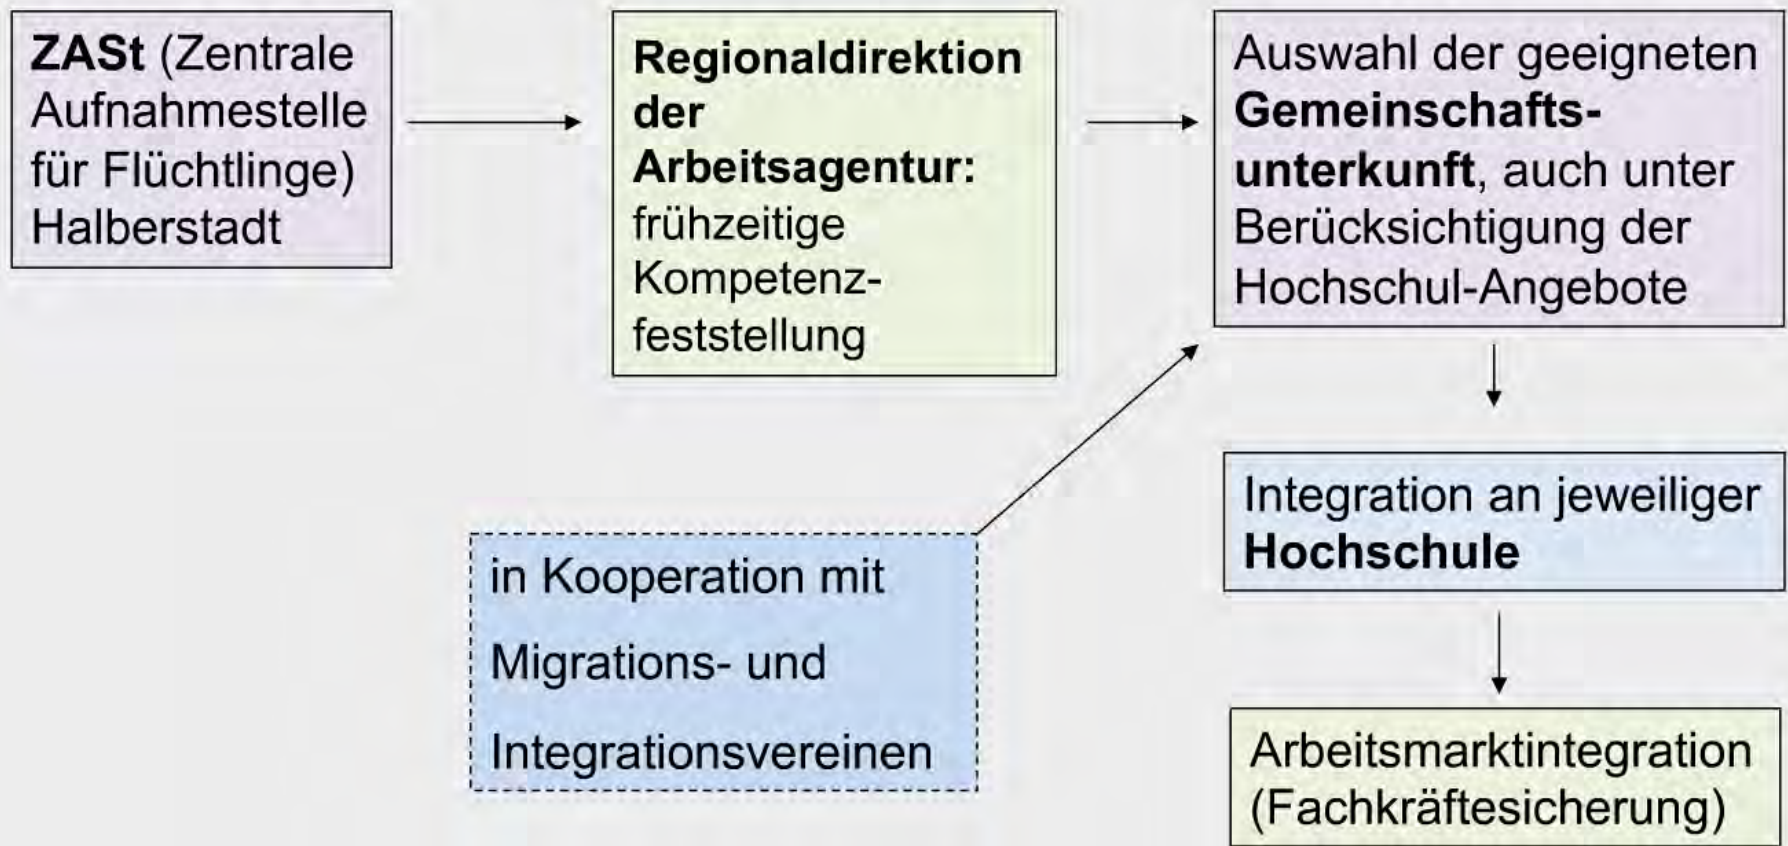 ZASt (Zentrale
Aufnahmestelle
für Flüchtlinge)
Halberstadt
Regionaldirektion
der
Arbeitsagentur:
frühzeitige
Kompetenz-
feststellung
Auswahl der geeigneten
Gemeinschafts-
unterkunft, auch unter
Berücksichtigung der
Hochschul-Angebote
in Kooperation mit
Migrations- und
Integrationsvereinen
Integration an jeweiliger
Hochschule
Arbeitsmarktintegration
(Fachkräftesicherung)